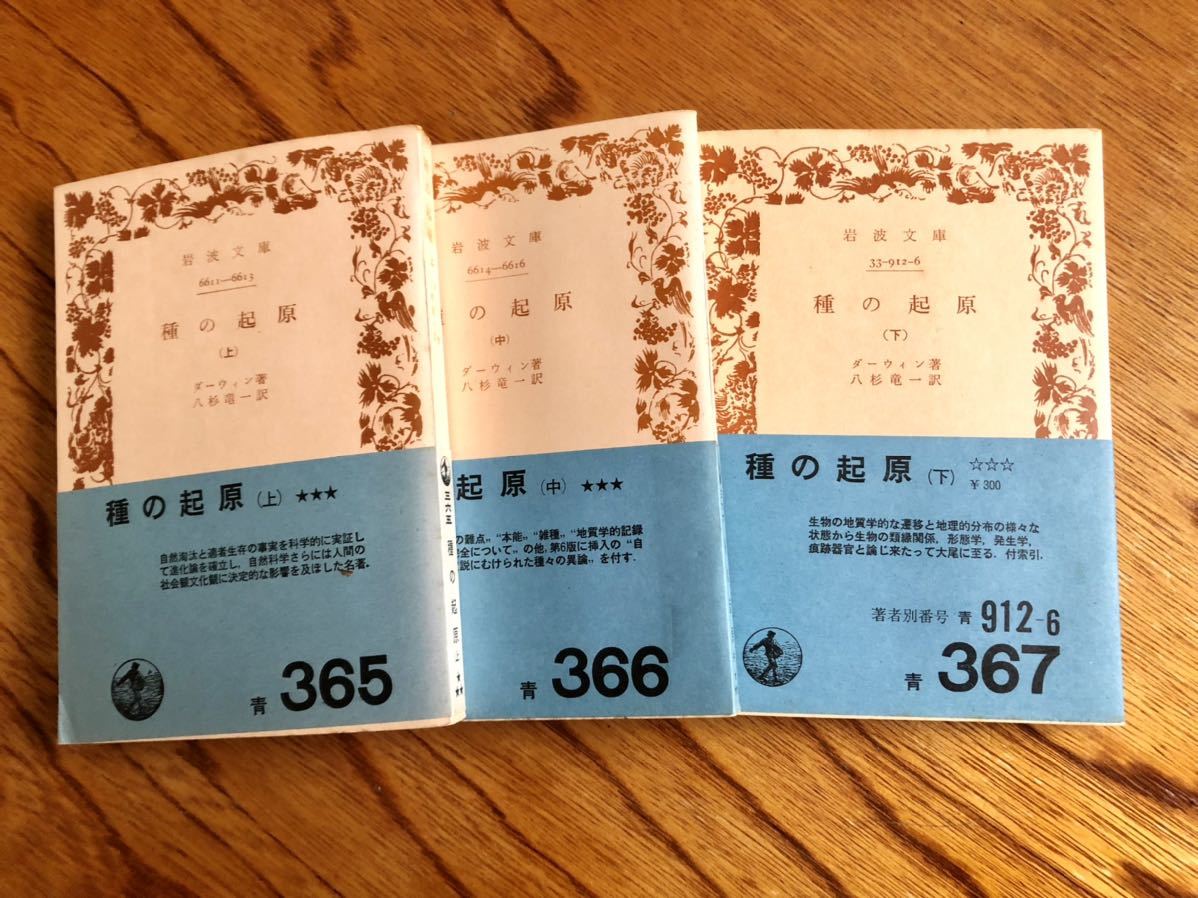 岩波文庫
6611—6613
種の起原
(上)
ダーウィン著
八杉竜一訳
種の起原(上) ★★★
自然淘汰と適者生存の事実を科学的に実証し
て進化論を確立し,自然科学さらには人間の
社会観文化観に決定的な影響を及ぼした名著.
青 365
三六五 種の起原 上 ★★★
岩波文庫
6614—6616
の起原
(中)
ダーウィン著
八杉竜一訳
起原(中) ★★★
の難点”“本能”“雑種”“地質学的記録
全について”の他,第6版に挿入の“自
説にむけられた種々の異論”を付す.
青 366
岩波文庫
33-912-6
種の起原
(下)
ダーウィン著
八杉竜一訳
種の起原(下) ☆☆☆
¥300
生物の地質学的な遷移と地理的分布の様々な
状態から生物の類縁関係,形態学,発生学,
痕跡器官と論じ来たって大尾に至る. 付索引.
著者別番号 青 912-6
青 367